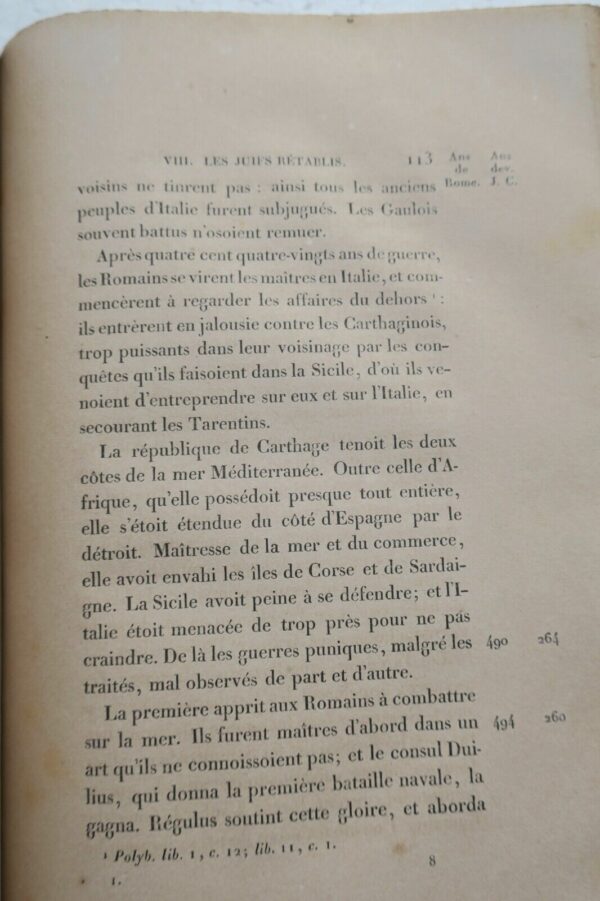 VIII. LES JUIFS RÉTABLIS. 113 Ans de Rome. Ans dev. J. C.
voisins ne tinrent pas : ainsi tous les anciens
peuples d'Italie furent subjugués. Les Gaulois
souvent battus n'osoient remuer.
Après quatre cent quatre-vingts ans de guerre,
les Romains se virent les maîtres en Italie, et com-
mencèrent à regarder les affaires du dehors ¹ :
ils entrèrent en jalousie contre les Carthaginois,
trop puissants dans leur voisinage par les con-
quêtes qu'ils faisoient dans la Sicile, d'où ils ve-
noient d'entreprendre sur eux et sur l'Italie, en
secourant les Tarentins.
La république de Carthage tenoit les deux
côtes de la mer Méditerranée. Outre celle d'A-
frique, qu'elle possédoit presque tout entière,
elle s'étoit étendue du côté d'Espagne par le
détroit. Maîtresse de la mer et du commerce,
elle avoit envahi les îles de Corse et de Sardai-
gne. La Sicile avoit peine à se défendre; et l'I-
talie étoit menacée de trop près pour ne pas
craindre. De là les guerres puniques, malgré les 490 264
traités, mal observés de part et d'autre.
La première apprit aux Romains à combattre
sur la mer. Ils furent maîtres d'abord dans un 494 260
art qu'ils ne connoissoient pas; et le consul Dui-
lius, qui donna la première bataille navale, la
gagna. Régulus soutint cette gloire, et aborda
¹ Polyb. lib. 1, c. 12; lib. 11, c. 1.
1. 8